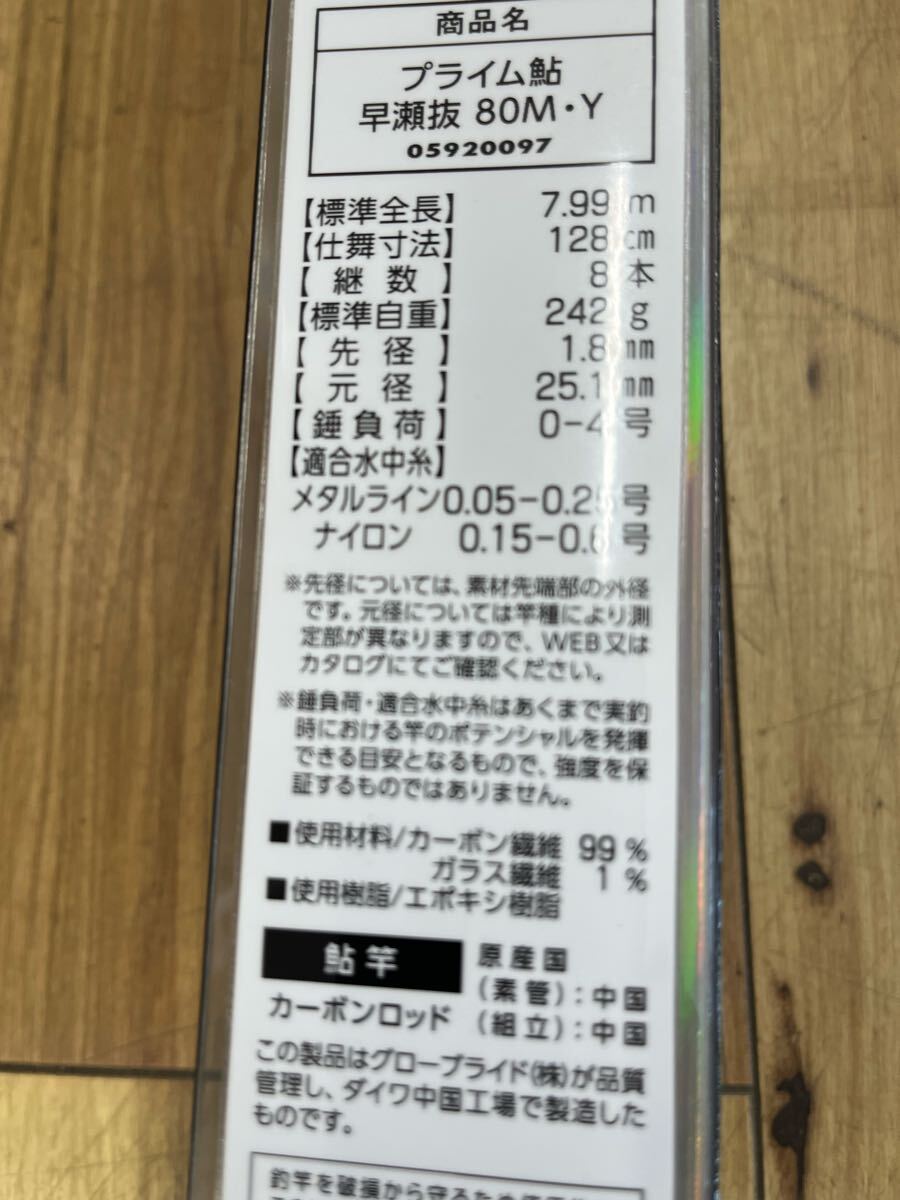 商品名
プライム鮎
早瀬抜 80M・Y
05920097
【標準全長】 7.99 m
【仕舞寸法】 128 cm
【継数】 8 本
【標準自重】 242 g
【先径】 1.8 mm
【元径】 25.1 mm
【錘負荷】 0-4 号
【適合水中糸】
メタルライン 0.05-0.25 号
ナイロン 0.15-0.6 号
※先径については、素材先端部の外径
です。元径については竿種により測
定部が異なりますので、WEB又は
カタログにてご確認ください。
※錘負荷・適合水中糸はあくまで実釣
時における竿のポテンシャルを発揮
できる目安となるもので、強度を保
証するものではありません。
■使用材料/カーボン繊維 99 %
ガラス繊維 1 %
■使用樹脂/エポキシ樹脂
鮎竿
カーボンロッド
原産国
(素管):中国
(組立):中国
この製品はグローブライド(株)が品質
管理し、ダイワ中国工場で製造した
ものです。
釣竿を破損から守るため